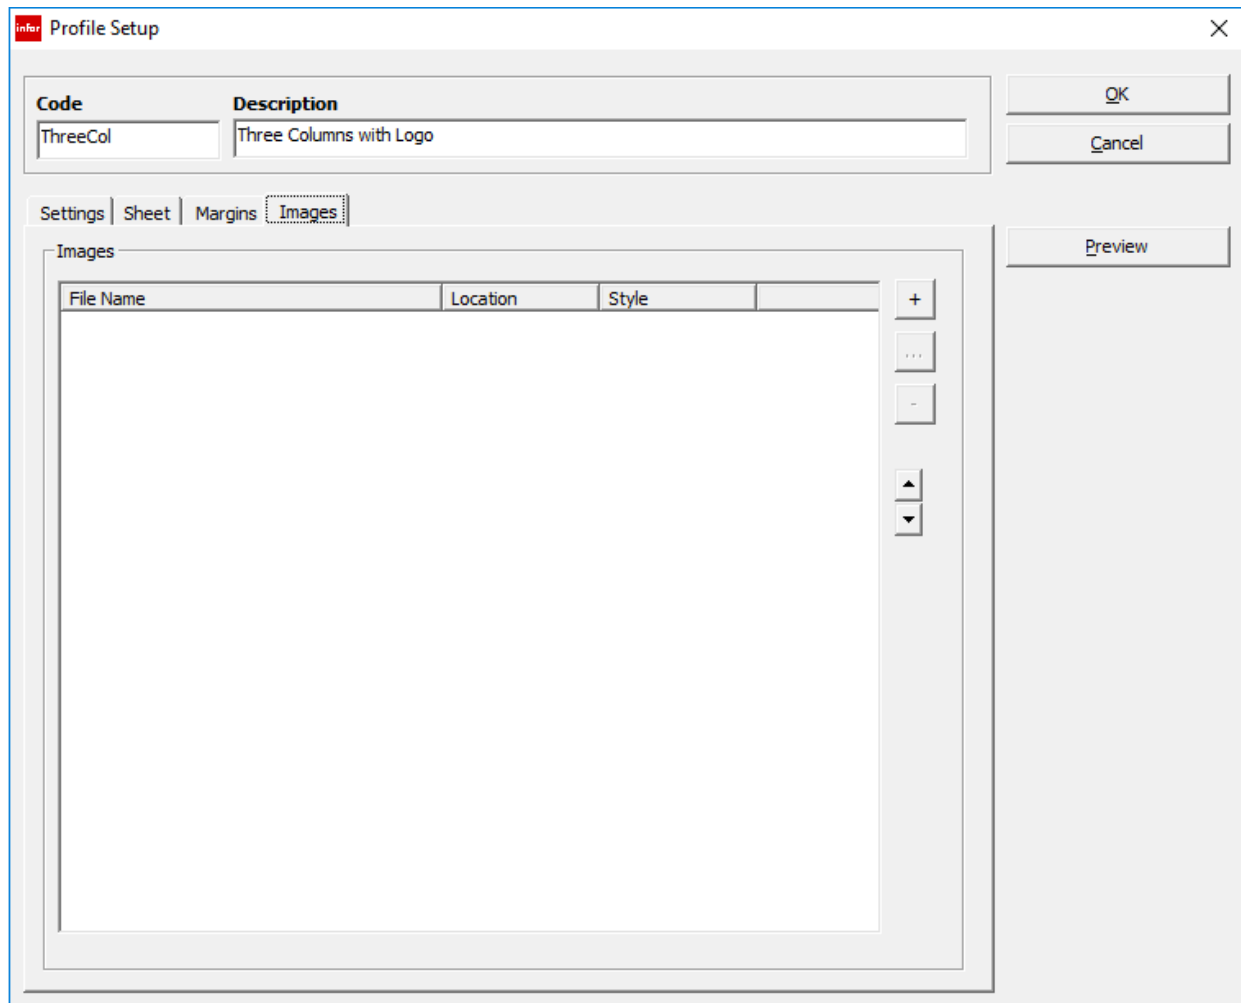 infor Profile Setup
Code Description
ThreeCol Three Columns with Logo
OK
Cancel
Settings Sheet Margins Images
Preview
Images
File Name Location Style
+
...
-